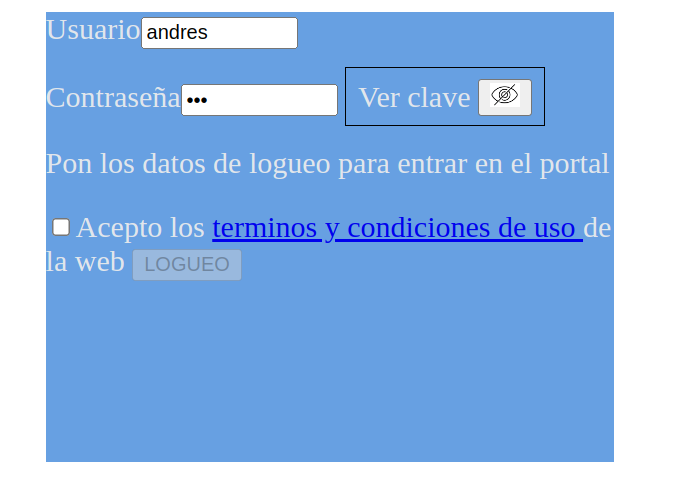 Usuario andres
Contraseña ••• Ver clave
Pon los datos de logueo para entrar en el portal
Acepto los terminos y condiciones de uso de
la web LOGUEO